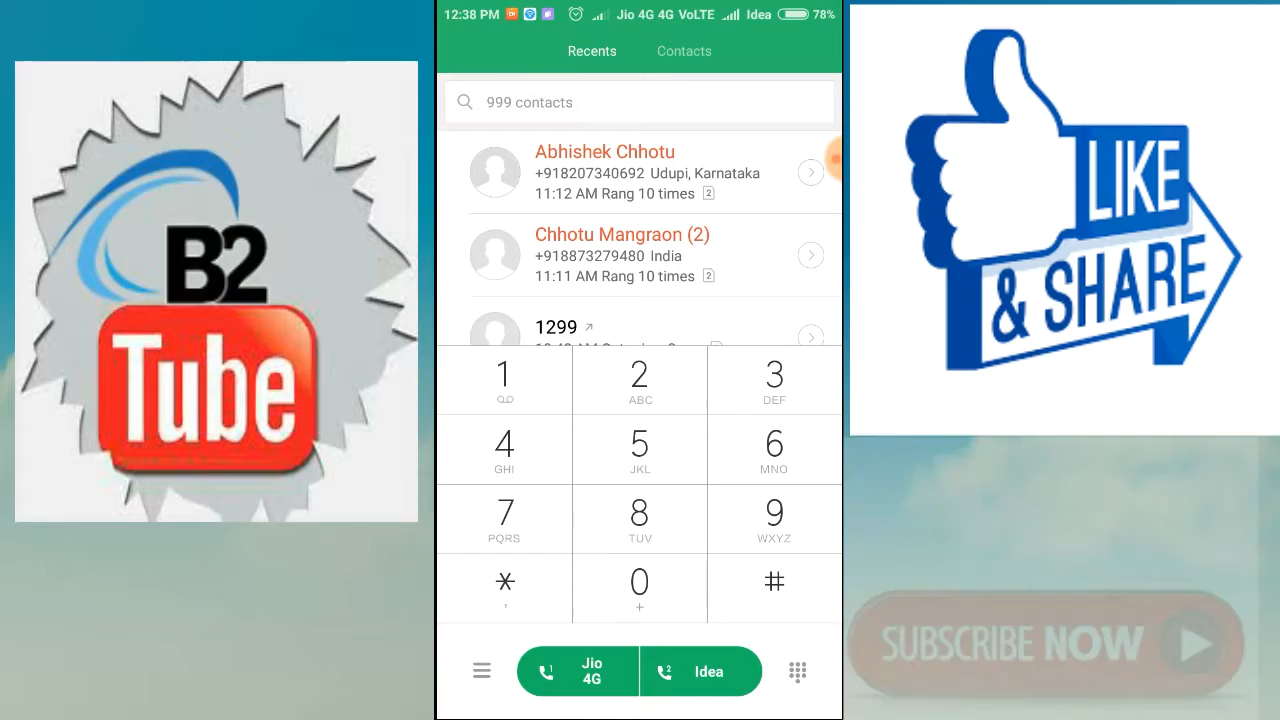 B2
Tube
12:38 PM Jio 4G 4G VoLTE Idea 78%
Recents Contacts
999 contacts
Abhishek Chhotu
+918207340692 Udupi, Karnataka
11:12 AM Rang 10 times 2
Chhotu Mangraon (2)
+918873279480 India
11:11 AM Rang 10 times 2
1299
1 2 3
ABC DEF
4 5 6
GHI JKL MNO
7 8 9
PQRS TUV WXYZ
* 0 #
, +
1 Jio 4G 2 Idea
LIKE
& SHARE
SUBSCRIBE NOW